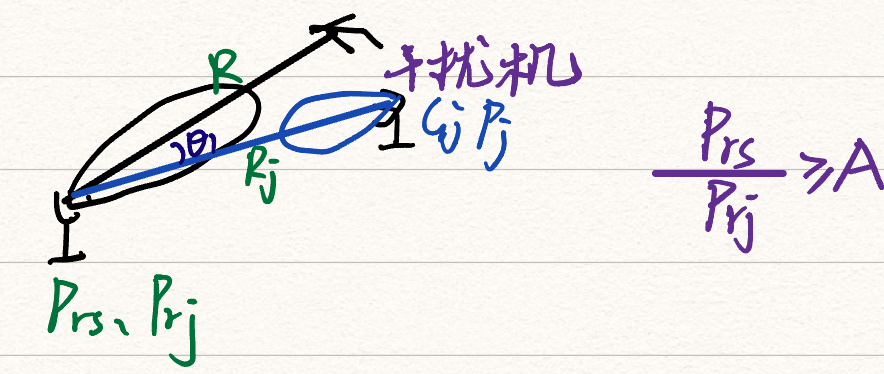 R
干扰机
θ
Rj
Gj Pj
Prs/Prj ≥ A
Prs、Prj